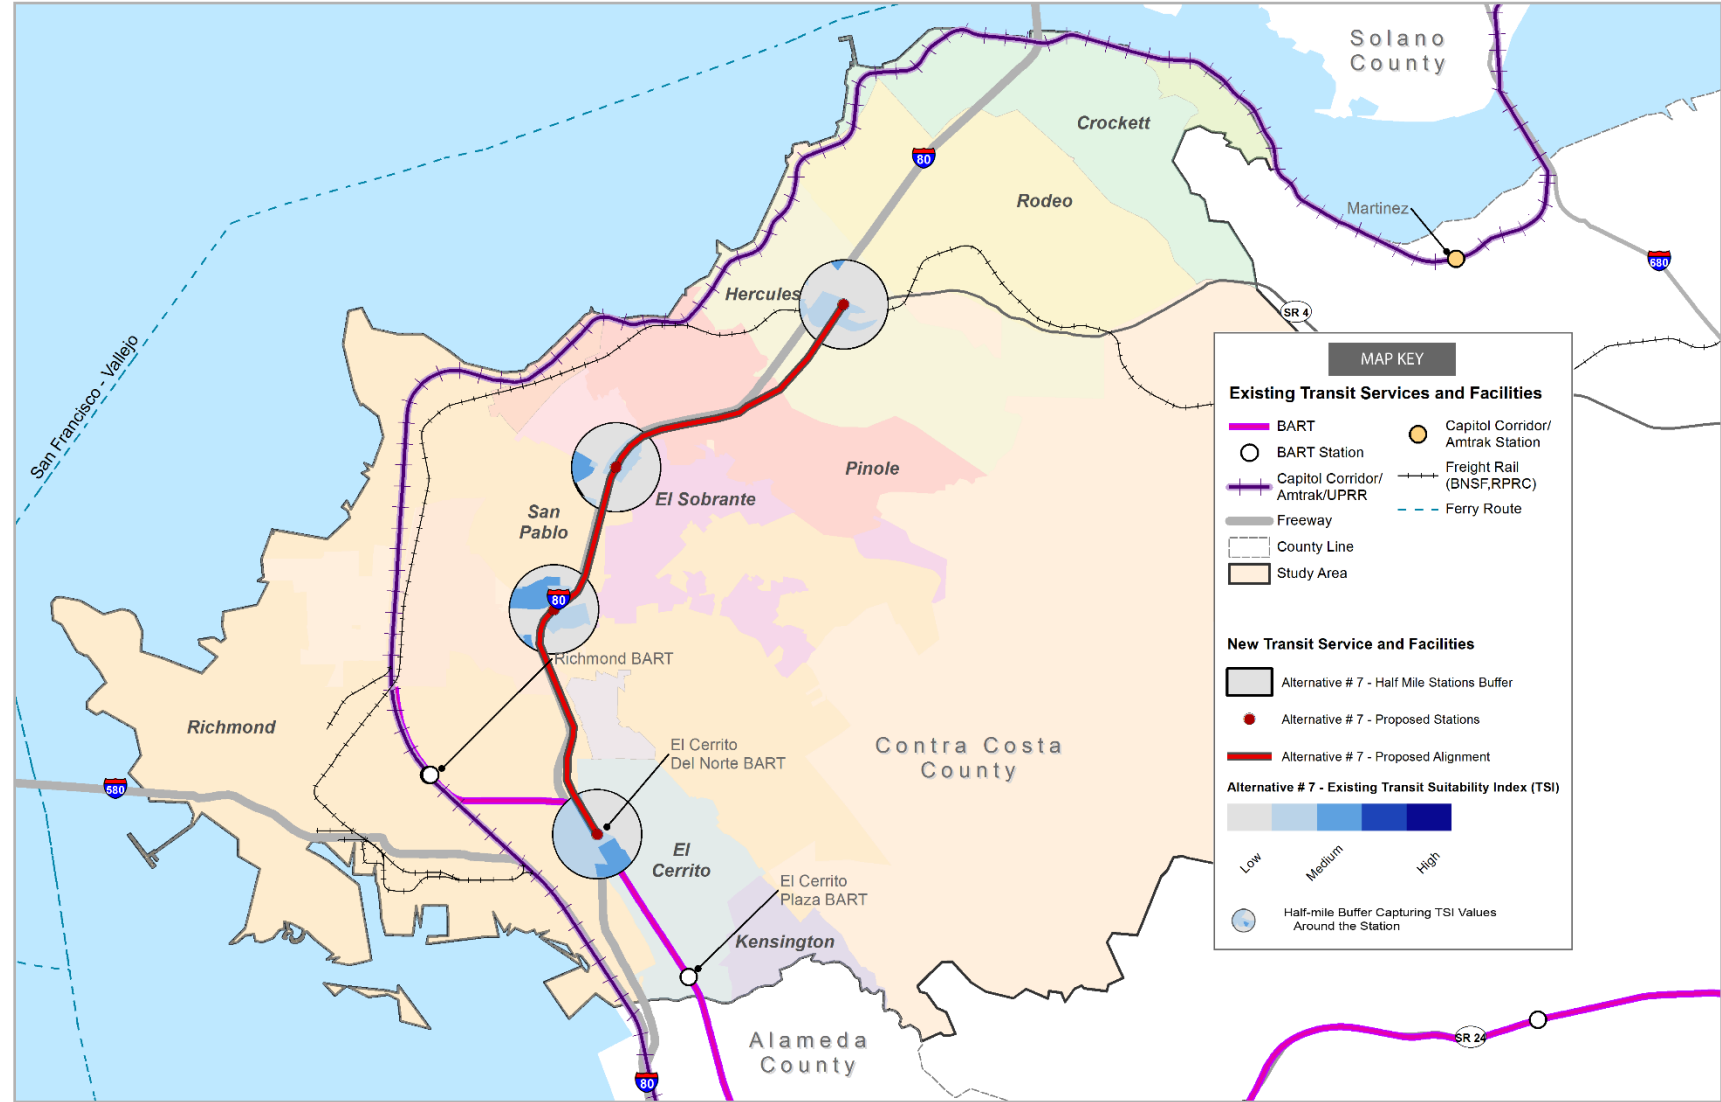 Solano
County
Crockett
80
Rodeo
Martinez
680
Hercules
SR 4
San Francisco - Vallejo
Pinole
El Sobrante
San
Pablo
80
Richmond BART
Richmond
El Cerrito
Del Norte BART
Contra Costa
County
580
El
Cerrito
El Cerrito
Plaza BART
Kensington
Alameda
County
SR 24
80
MAP KEY
Existing Transit Services and Facilities
BART
BART Station
Capitol Corridor/
Amtrak/UPRR
Freeway
County Line
Study Area
Capitol Corridor/
Amtrak Station
Freight Rail
(BNSF,RPRC)
Ferry Route
New Transit Service and Facilities
Alternative # 7 - Half Mile Stations Buffer
Alternative # 7 - Proposed Stations
Alternative # 7 - Proposed Alignment
Alternative # 7 - Existing Transit Suitability Index (TSI)
Low
Medium
High
Half-mile Buffer Capturing TSI Values
Around the Station